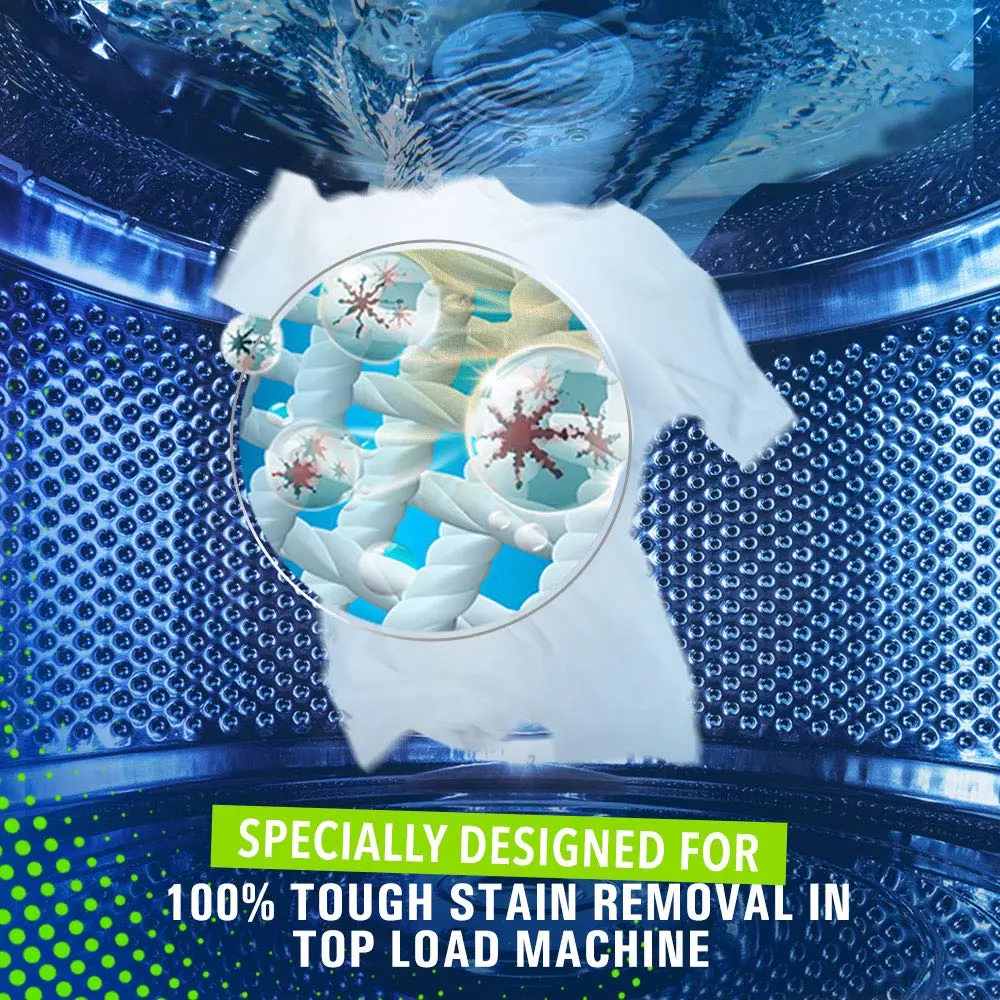 SPECIALLY DESIGNED FOR
100% TOUGH STAIN REMOVAL IN
TOP LOAD MACHINE